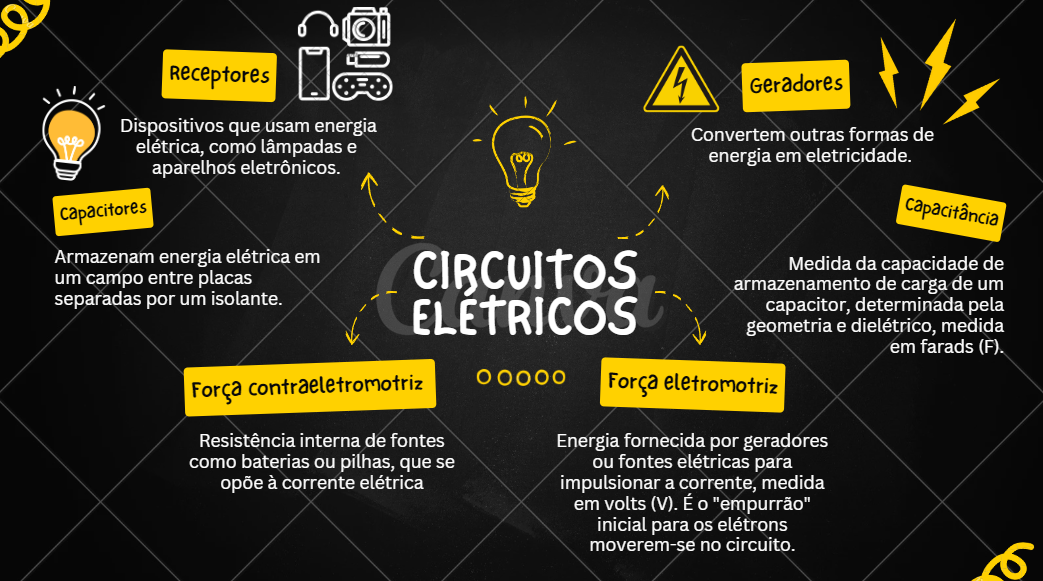 Receptores
Dispositivos que usam energia
elétrica, como lâmpadas e
aparelhos eletrônicos.
Geradores
Convertem outras formas de
energia em eletricidade.
Capacitores
Armazenam energia elétrica em
um campo entre placas
separadas por um isolante.
Capacitância
Medida da capacidade de
armazenamento de carga de um
capacitor, determinada pela
geometria e dielétrico, medida
em farads (F).
Canva
CIRCUITOS
ELÉTRICOS
Força contraeletromotriz
Resistência interna de fontes
como baterias ou pilhas, que se
opõe à corrente elétrica
Força eletromotriz
Energia fornecida por geradores
ou fontes elétricas para
impulsionar a corrente, medida
em volts (V). É o "empurrão"
inicial para os elétrons
moverem-se no circuito.